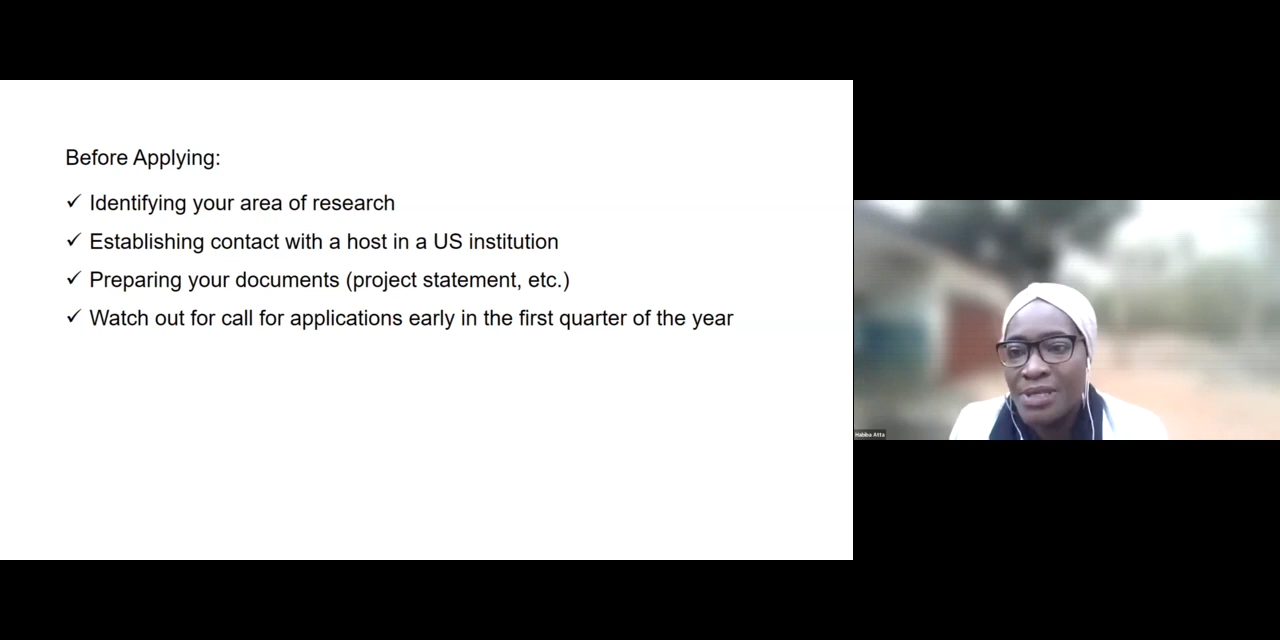 Before Applying:
✓ Identifying your area of research
✓ Establishing contact with a host in a US institution
✓ Preparing your documents (project statement, etc.)
✓ Watch out for call for applications early in the first quarter of the year
Habiba Atta